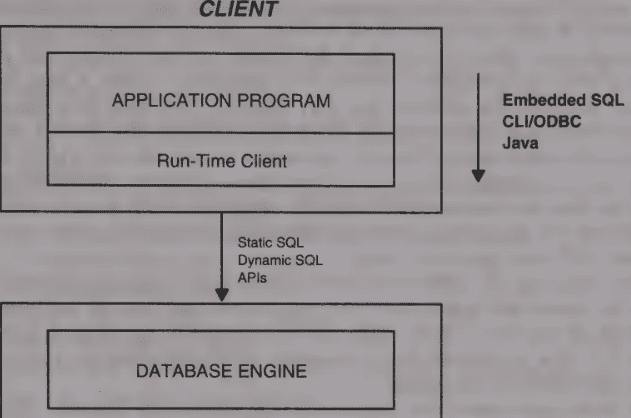 CLIENT
APPLICATION PROGRAM
Run-Time Client
Embedded SQL
CLI/ODBC
Java
Static SQL
Dynamic SQL
APIs
DATABASE ENGINE